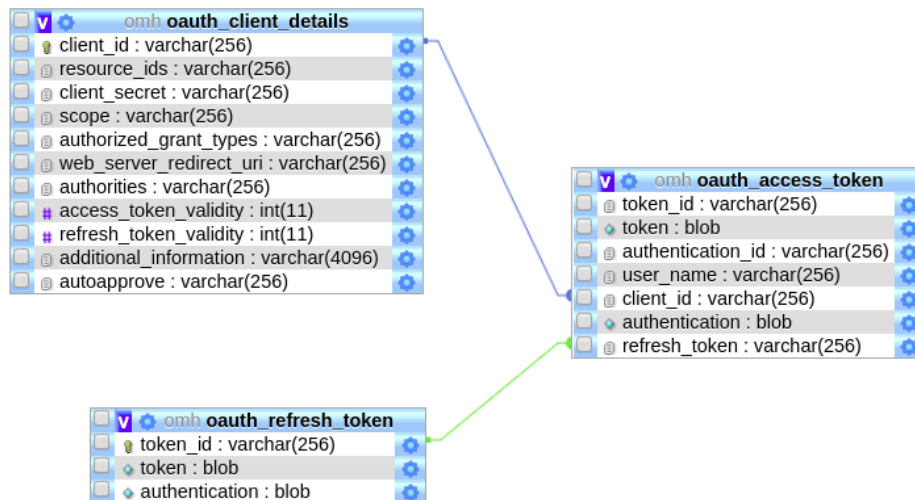 v omh oauth_client_details
client_id : varchar(256)
resource_ids : varchar(256)
client_secret : varchar(256)
scope : varchar(256)
authorized_grant_types : varchar(256)
web_server_redirect_uri : varchar(256)
authorities : varchar(256)
# access_token_validity : int(11)
# refresh_token_validity : int(11)
additional_information : varchar(4096)
autoapprove : varchar(256)
v omh oauth_access_token
token_id : varchar(256)
token : blob
authentication_id : varchar(256)
user_name : varchar(256)
client_id : varchar(256)
authentication : blob
refresh_token : varchar(256)
v omh oauth_refresh_token
token_id : varchar(256)
token : blob
authentication : blob